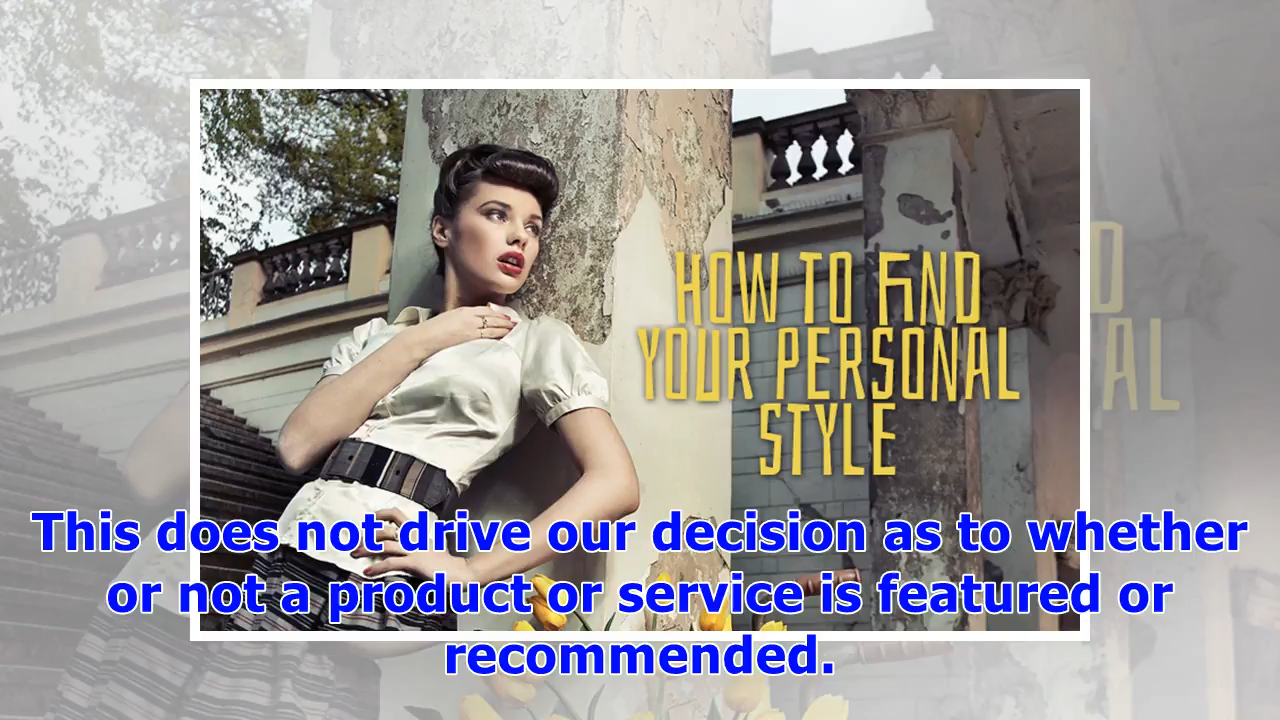 HOW TO FIND
YOUR PERSONAL
STYLE
This does not drive our decision as to whether
or not a product or service is featured or
recommended.